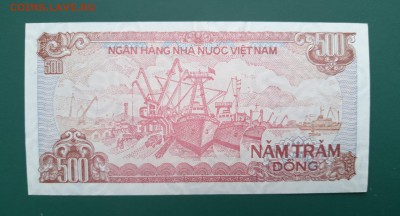 NGÂN HÀNG NHÀ NƯỚC VIỆT NAM
500
500
500
NĂM TRĂM
ĐỒNG